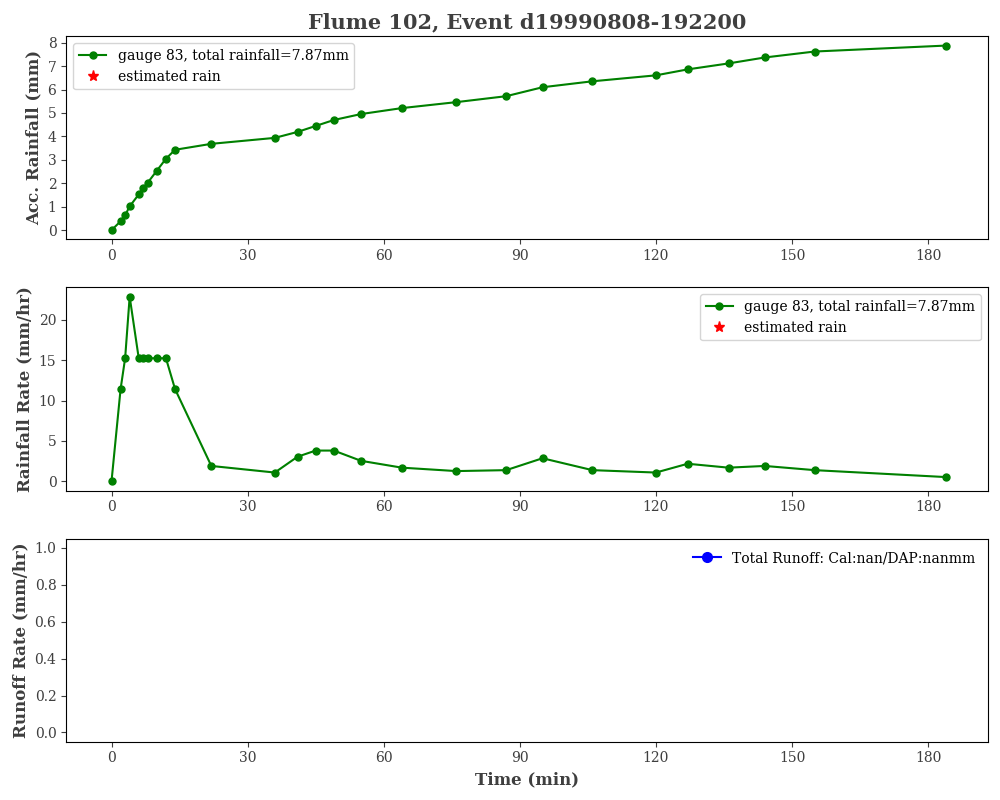 Flume 102, Event d19990808-192200
Acc. Rainfall (mm)
8
7
6
5
4
3
2
1
0
gauge 83, total rainfall=7.87mm
estimated rain
0 30 60 90 120 150 180
Rainfall Rate (mm/hr)
20
15
10
5
0
gauge 83, total rainfall=7.87mm
estimated rain
0 30 60 90 120 150 180
Runoff Rate (mm/hr)
1.0
0.8
0.6
0.4
0.2
0.0
Total Runoff: Cal:nan/DAP:nanmm
0 30 60 90 120 150 180
Time (min)